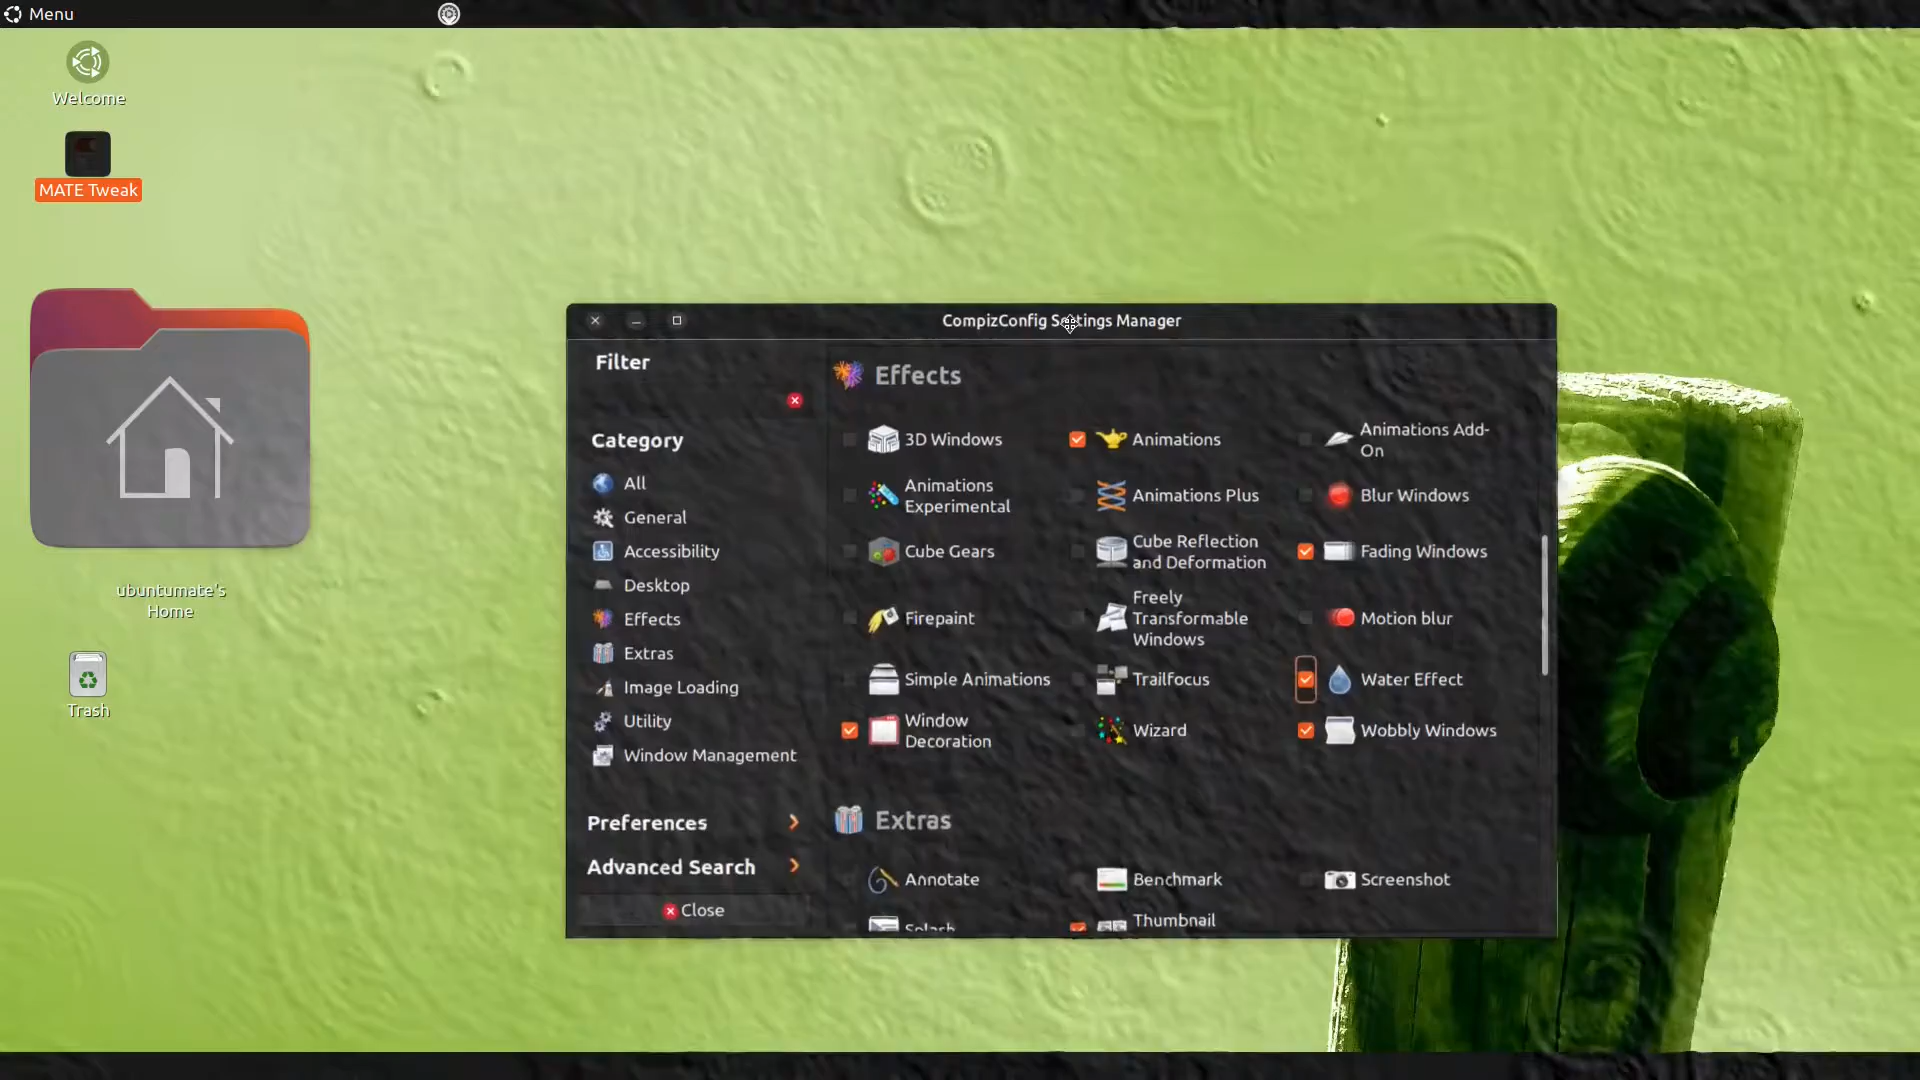 Menu
Welcome
MATE Tweak
ubuntumate's
Home
Trash
CompizConfig Settings Manager
Filter
Category
All
General
Accessibility
Desktop
Effects
Extras
Image Loading
Utility
Window Management
Preferences
Advanced Search
Close
Effects
3D Windows
Animations
Animations Add-
On
Animations
Experimental
Animations Plus
Blur Windows
Cube Gears
Cube Reflection
and Deformation
Fading Windows
Firepaint
Freely
Transformable
Windows
Motion blur
Simple Animations
Trailfocus
Water Effect
Window
Decoration
Wizard
Wobbly Windows
Extras
Annotate
Benchmark
Screenshot
Splash
Thumbnail